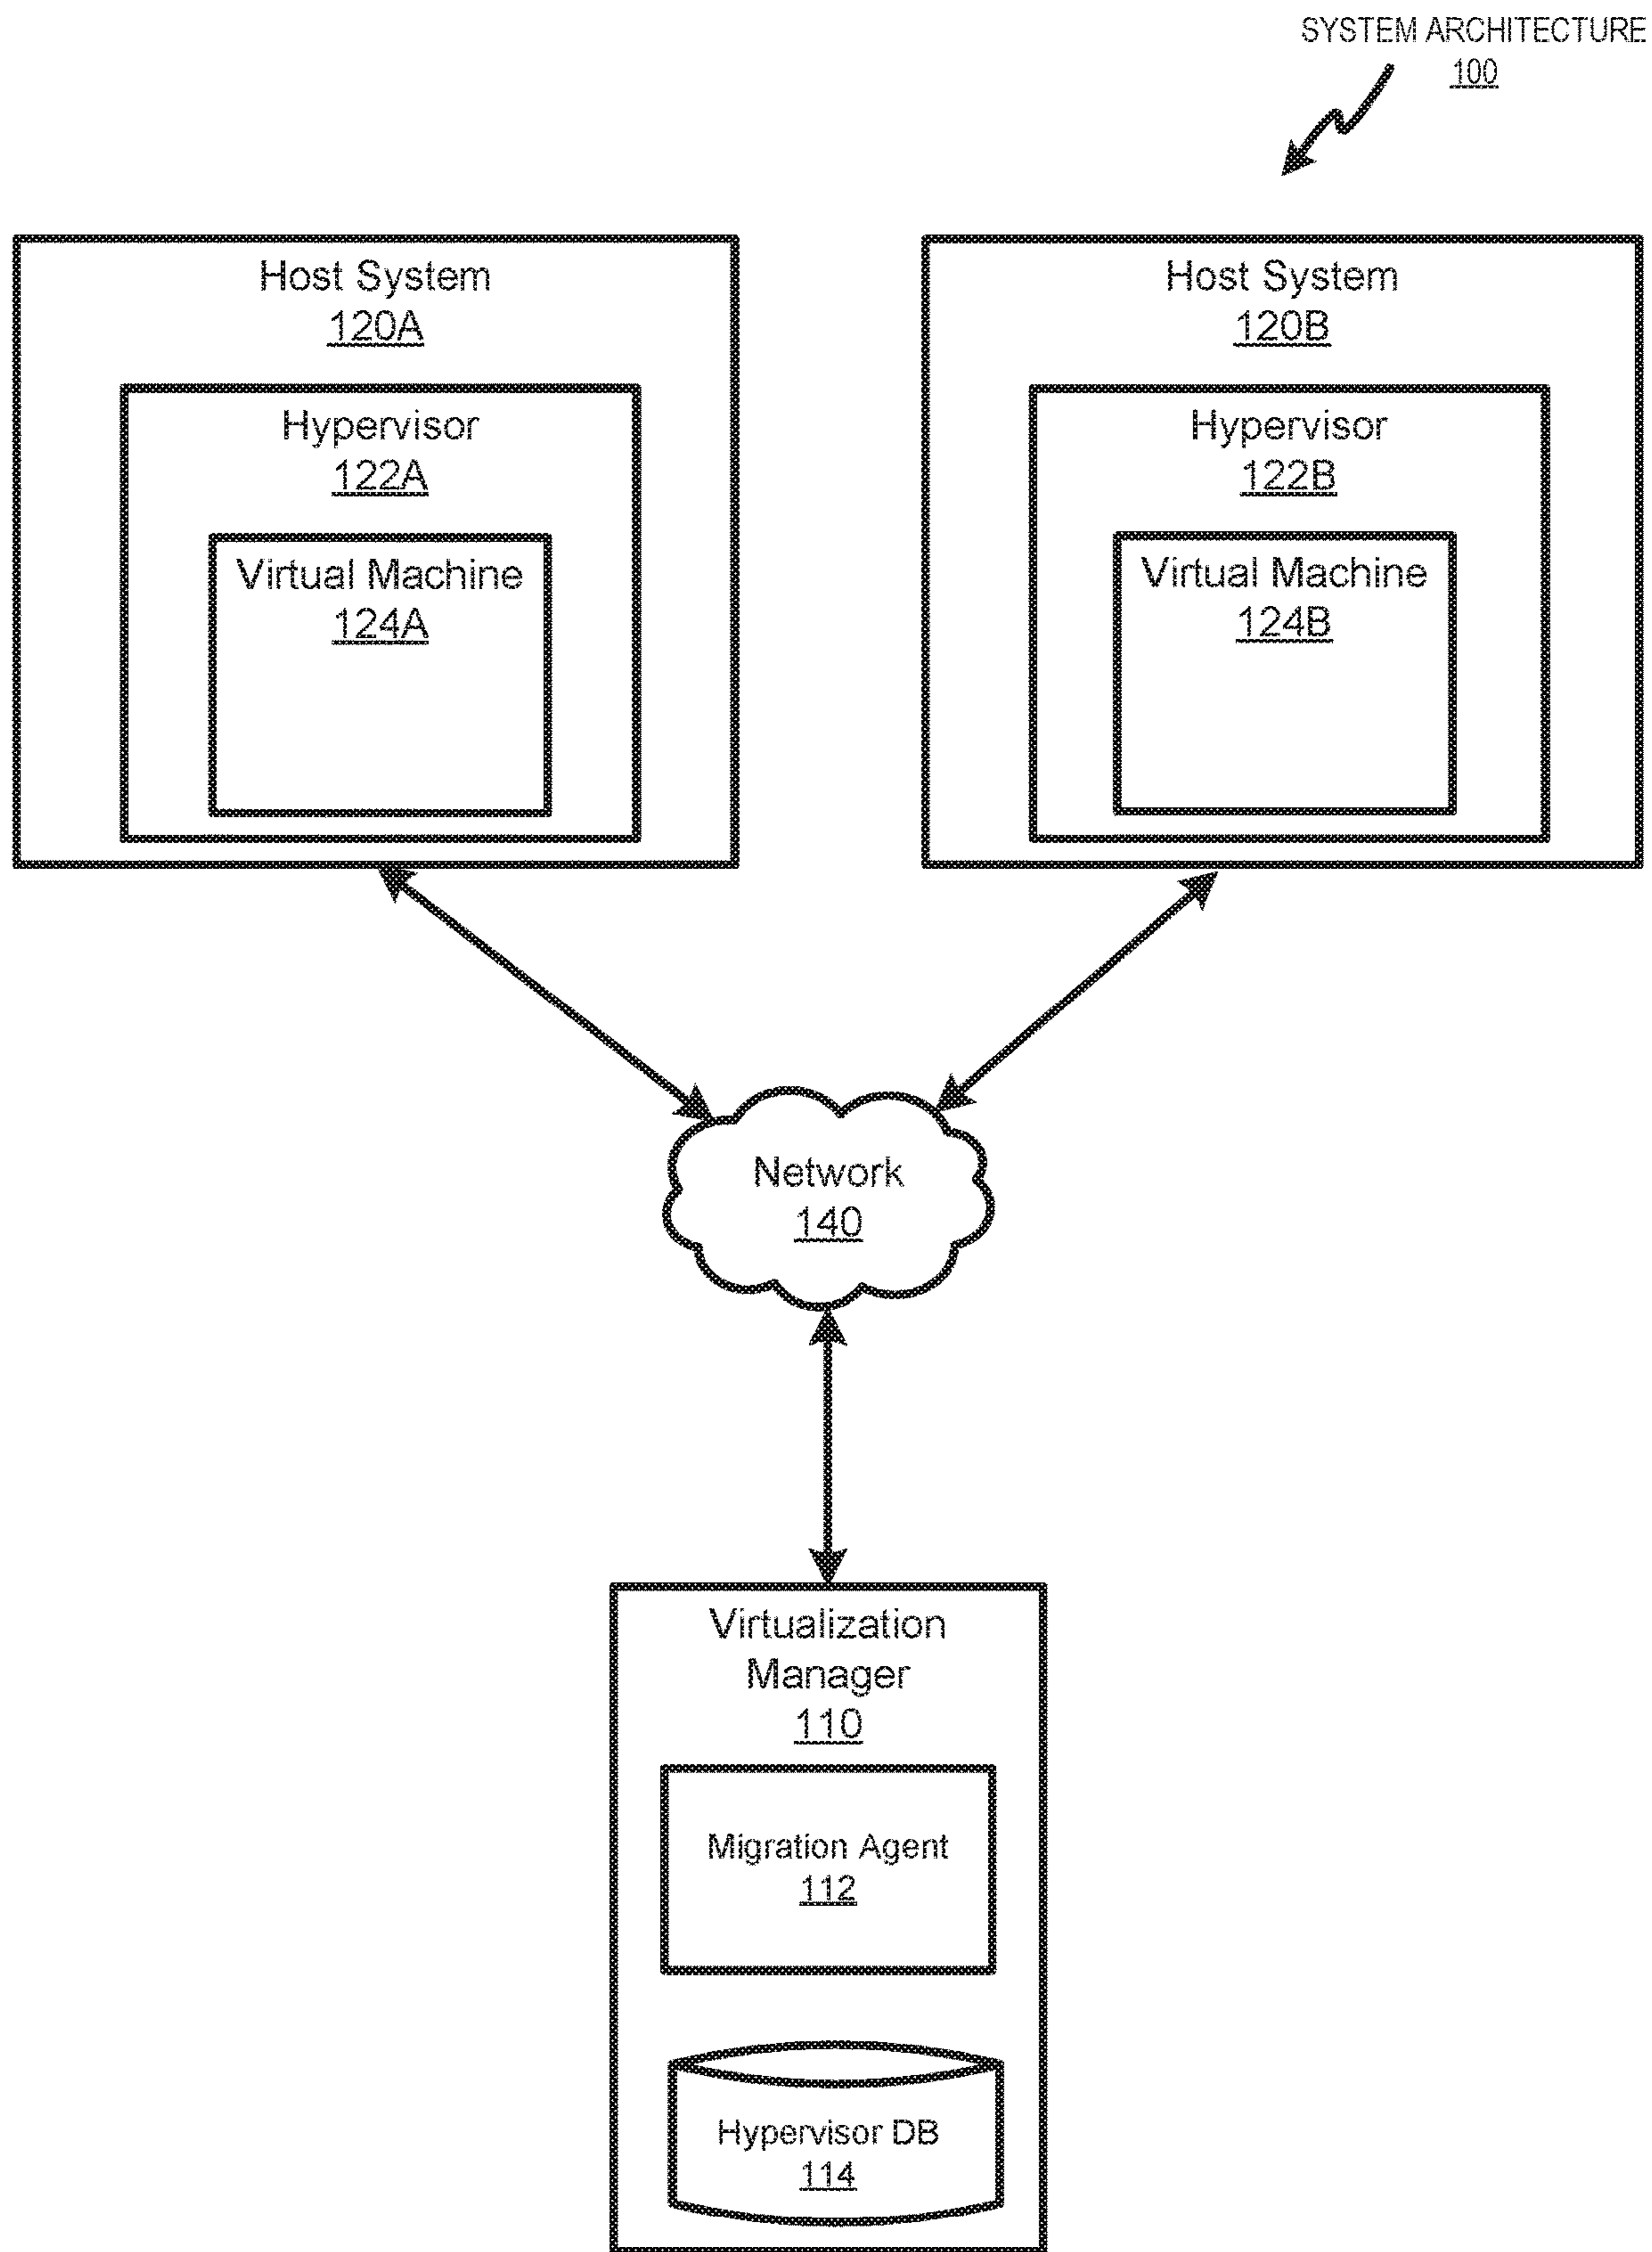 SYSTEM ARCHITECTURE
100
Host System
120A
Hypervisor
122A
Virtual Machine
124A
Host System
120B
Hypervisor
122B
Virtual Machine
124B
Network
140
Virtualization
Manager
110
Migration Agent
112
Hypervisor DB
114